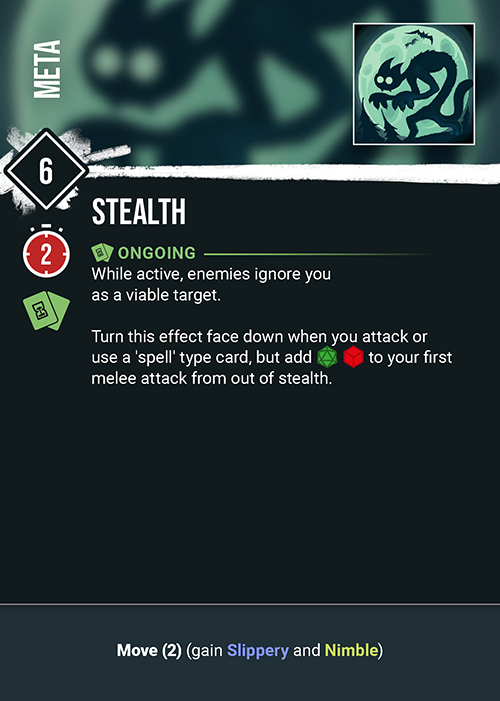 META
6
STEALTH
2
ONGOING
While active, enemies ignore you
as a viable target.
Turn this effect face down when you attack or
use a 'spell' type card, but add to your first
melee attack from out of stealth.
Move (2) (gain Slippery and Nimble)